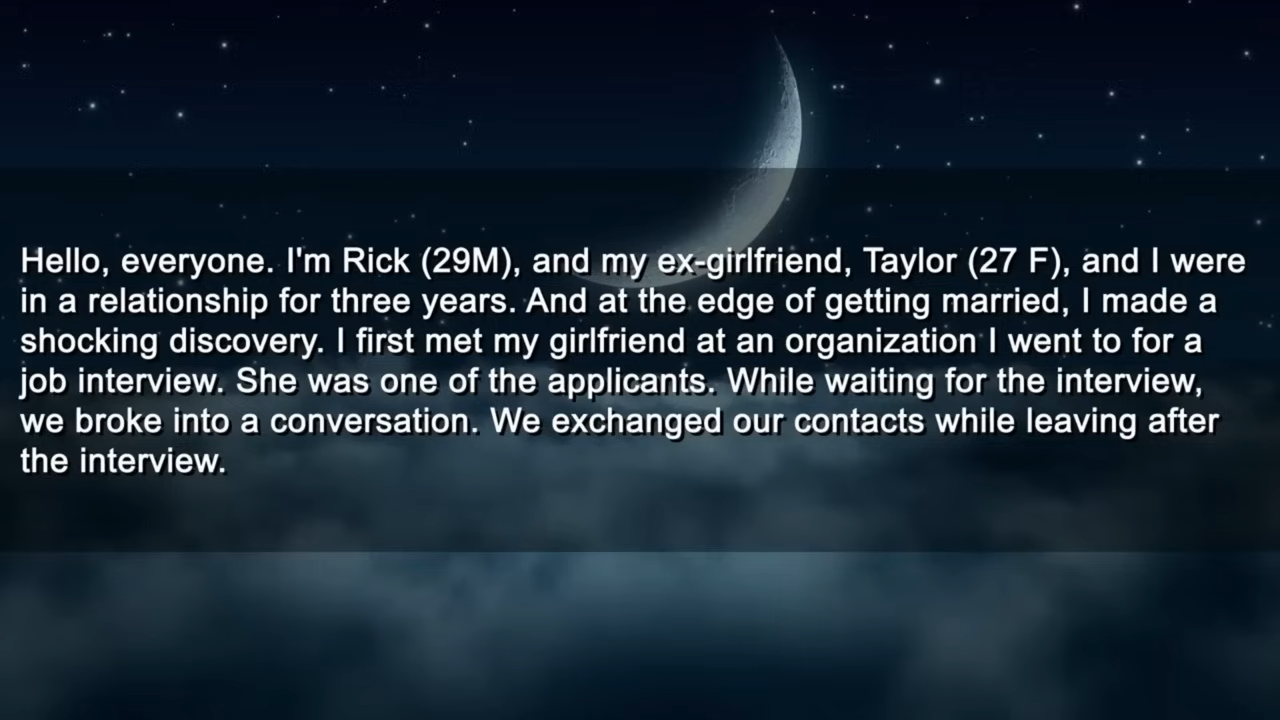 Hello, everyone. I'm Rick (29M), and my ex-girlfriend, Taylor (27 F), and I were
in a relationship for three years. And at the edge of getting married, I made a
shocking discovery. I first met my girlfriend at an organization I went to for a
job interview. She was one of the applicants. While waiting for the interview,
we broke into a conversation. We exchanged our contacts while leaving after
the interview.